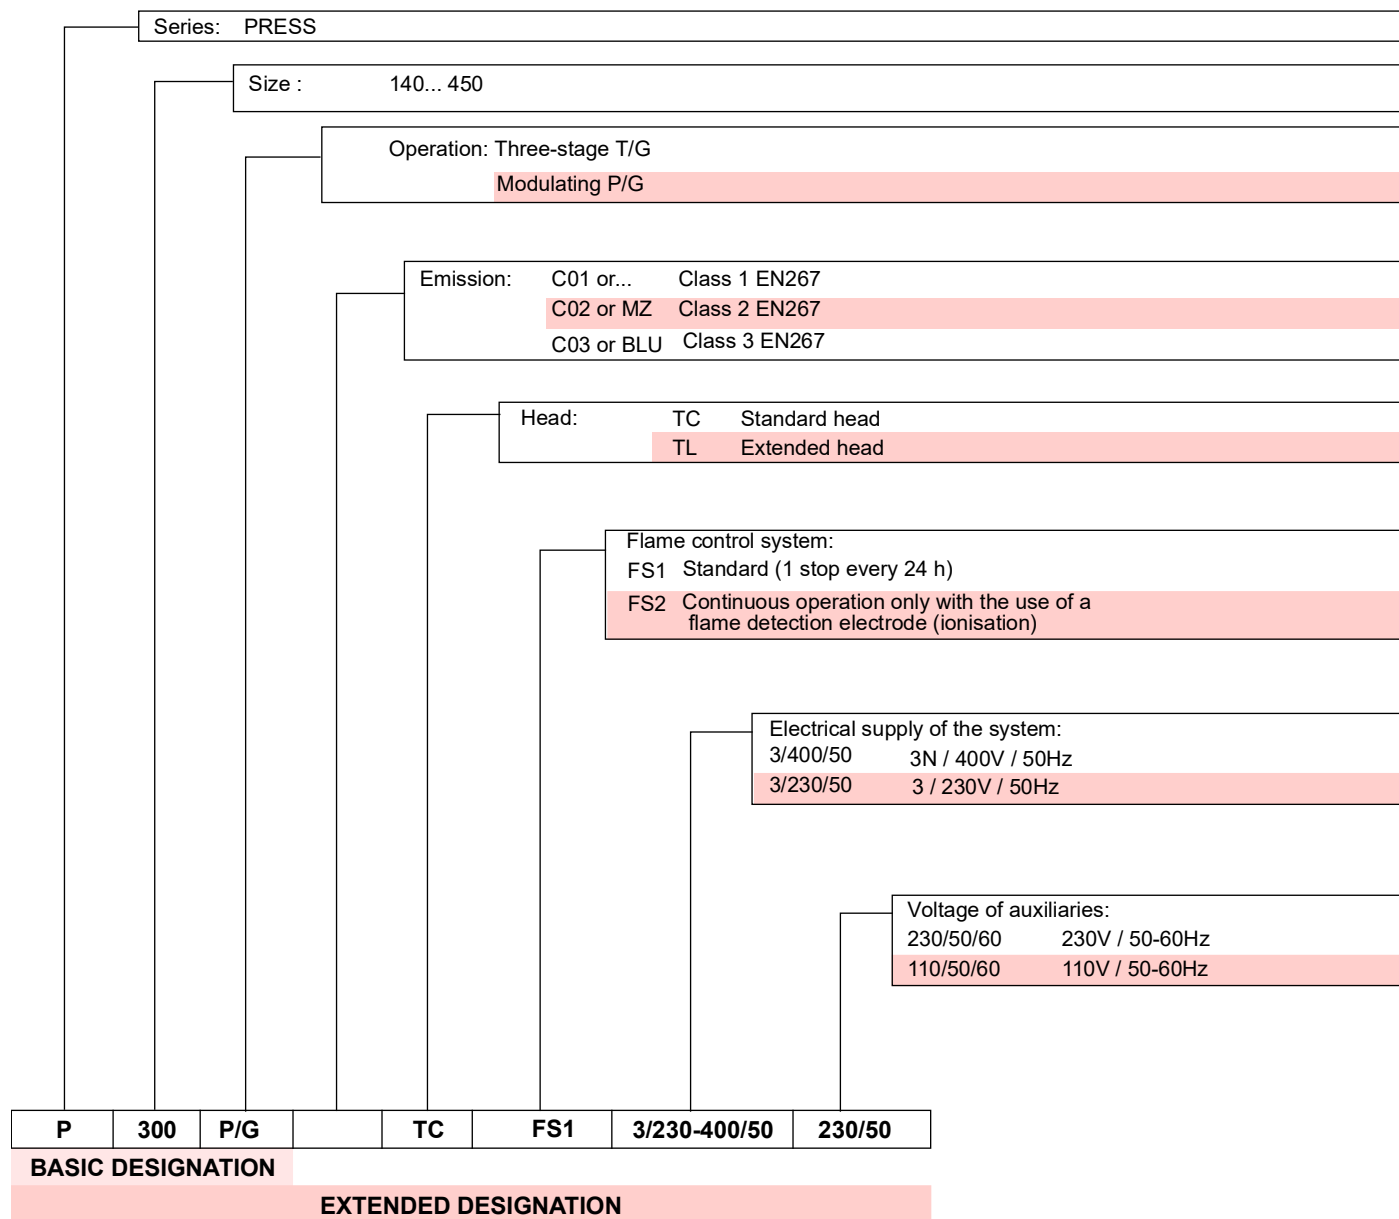 Series: PRESS
Size : 140... 450
Operation: Three-stage T/G
Modulating P/G
Emission: C01 or... Class 1 EN267
C02 or MZ Class 2 EN267
C03 or BLU Class 3 EN267
Head: TC Standard head
TL Extended head
Flame control system:
FS1 Standard (1 stop every 24 h)
FS2 Continuous operation only with the use of a
flame detection electrode (ionisation)
Electrical supply of the system:
3/400/50 3N / 400V / 50Hz
3/230/50 3 / 230V / 50Hz
Voltage of auxiliaries:
230/50/60 230V / 50-60Hz
110/50/60 110V / 50-60Hz
P 300 P/G TC FS1 3/230-400/50 230/50
BASIC DESIGNATION
EXTENDED DESIGNATION